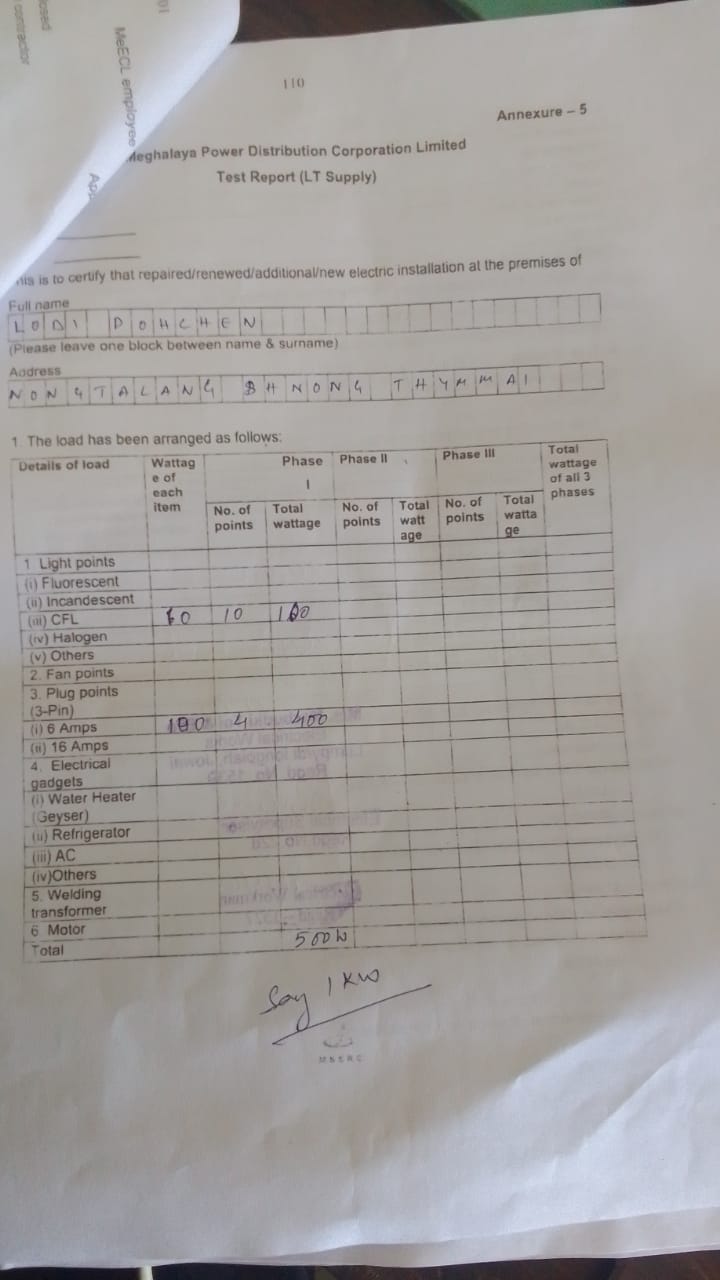 01
losed
l contractor
MeECL employee
App
110
Annexure – 5
Meghalaya Power Distribution Corporation Limited
Test Report (LT Supply)
his is to certify that repaired/renewed/additional/new electric installation at the premises of
Full name
LODI DOHCHEN
(Please leave one block between name & surname)
Address
NONGTALANG BHNONG THYMMAI
1. The load has been arranged as follows:
Details of load Wattag e of each item Phase I Phase II Phase III Total wattage of all 3 phases
No. of points Total wattage No. of points Total watt age No. of points Total watta ge
1 Light points
(i) Fluorescent
(ii) Incandescent
(iii) CFL 10 10 100
(iv) Halogen
(v) Others
2. Fan points
3. Plug points
(3-Pin)
(i) 6 Amps 100 4 400
(ii) 16 Amps
4. Electrical
gadgets
(i) Water Heater
(Geyser)
(ii) Refrigerator
(iii) AC
(iv)Others
5. Welding
transformer
6 Motor
Total 500 W
Say 1 KW
MSERC